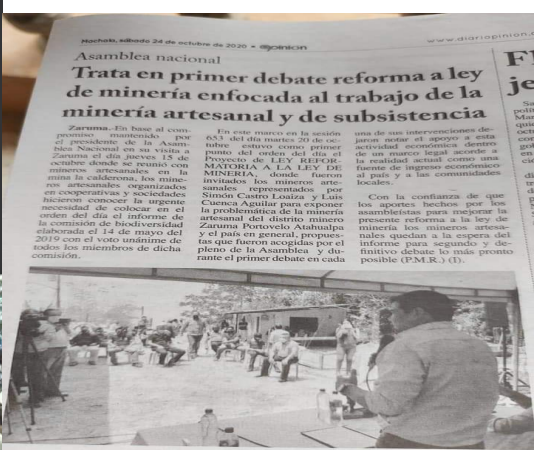 Machala, sábado 24 de octubre de 2020 • opinion
www.diariopinion.c
Asamblea nacional
Trata en primer debate reforma a ley
de minería enfocada al trabajo de la
minería artesanal y de subsistencia
Zaruma.-En base al com-
promiso mantenido por
el presidente de la Asam-
blea Nacional en su visita a
Zaruma el día jueves 15 de
octubre donde se reunió con
mineros artesanales en la
mina la calderona, los mine-
ros artesanales organizados
en cooperativas y sociedades
hicieron conocer la urgente
necesidad de colocar en el
orden del día el informe de
la comisión de biodiversidad
elaborada el 14 de mayo del
2019 con el voto unánime de
todos los miembros de dicha
comisión.
En este marco en la sesión
653 del día martes 20 de oc-
tubre estuvo como primer
punto del orden del día el
Proyecto de LEY REFOR-
MATORIA A LA LEY DE
MINERIA, donde fueron
invitados los mineros arte-
sanales representados por
Simón Castro Loaiza y Luis
Cuenca Aguilar para exponer
la problemática de la minería
artesanal del distrito minero
Zaruma Portovelo Atahualpa
y el país en general, propues-
tas que fueron acogidas por el
pleno de la Asamblea y du-
rante el primer debate en cada
una de sus intervenciones de-
jaron notar el apoyo a esta
actividad económica dentro
de un marco legal acorde a
la realidad actual como una
fuente de ingreso económico
al país y a las comunidades
locales.
Con la confianza de que
los aportes hechos por los
asambleístas para mejorar la
presente reforma a la ley de
minería los mineros artesa-
nales quedan a la espera del
informe para segundo y de-
finitivo debate lo más pronto
posible (P.M.R.) (I).